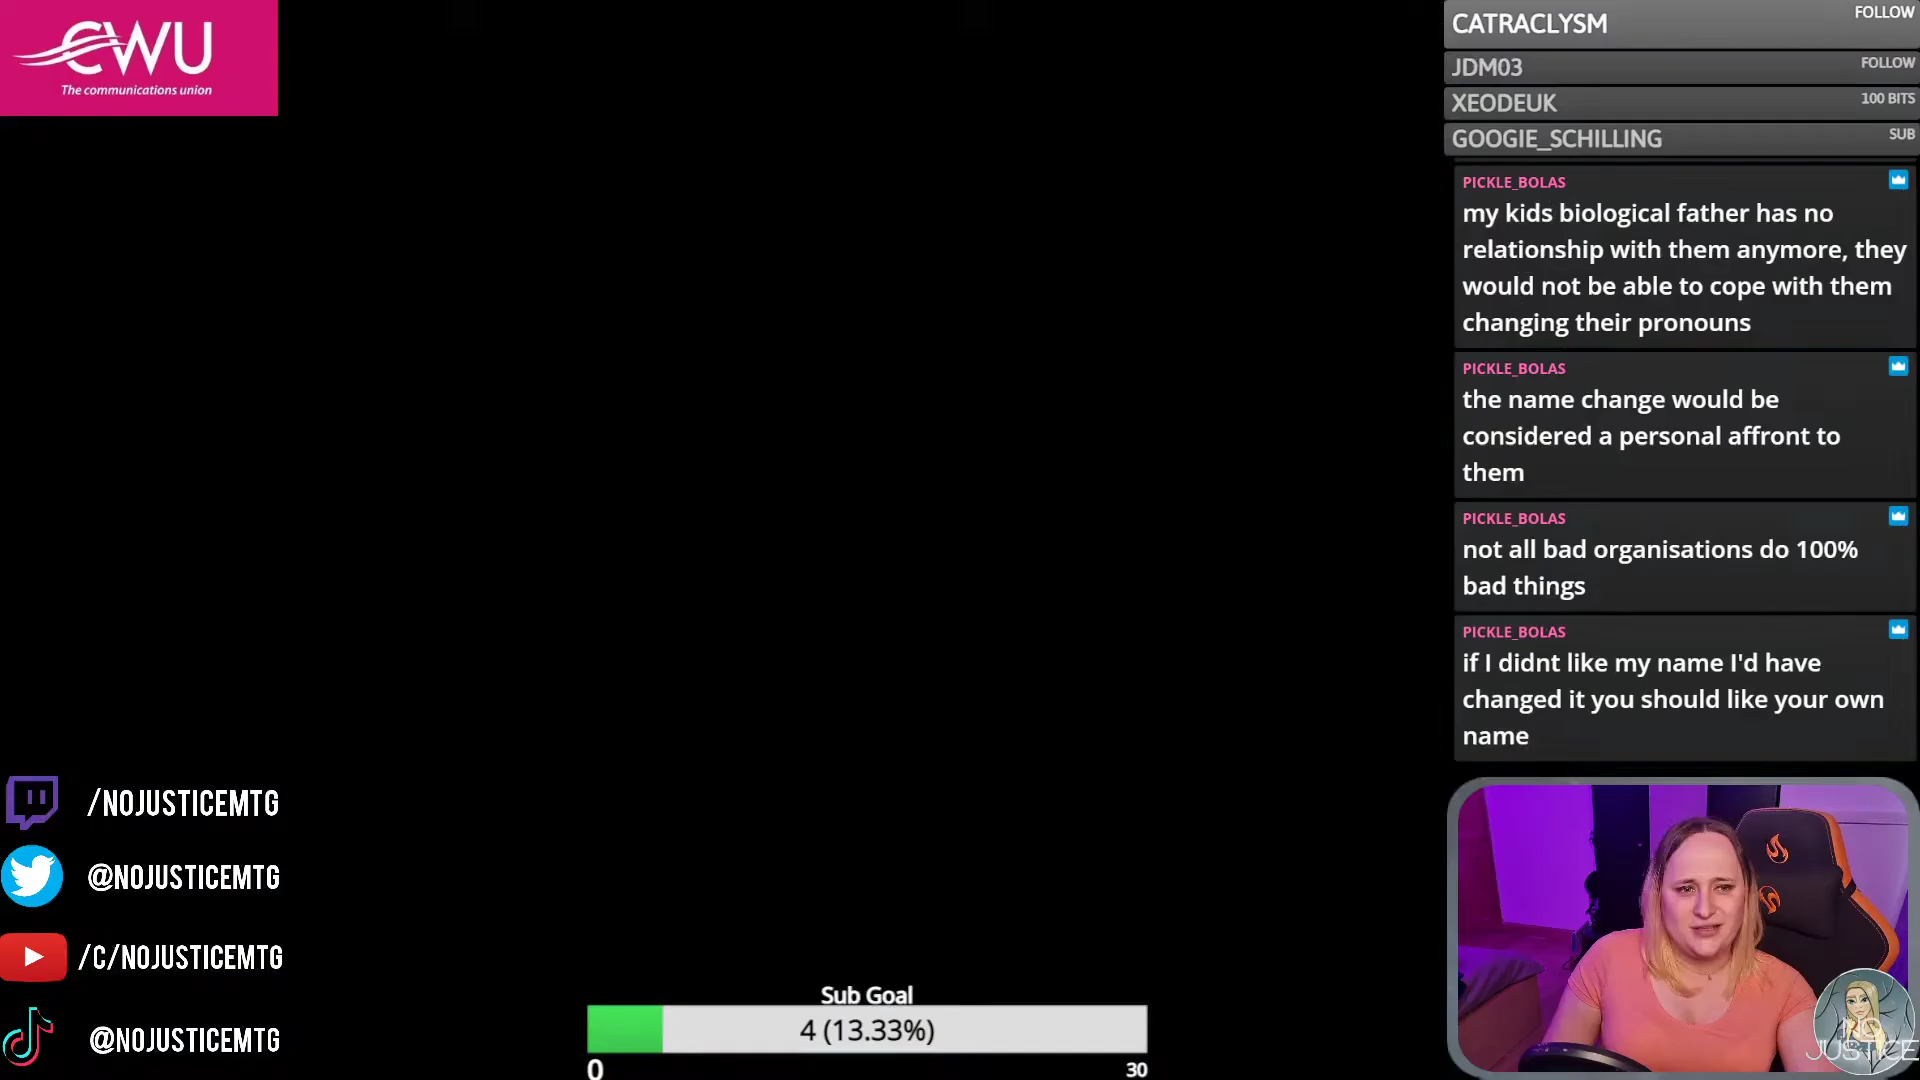 CWU
The communications union
CATRACLYSM
FOLLOW
JDM03
FOLLOW
XEODEUK
100 BITS
GOOGIE_SCHILLING
SUB
PICKLE_BOLAS
my kids biological father has no
relationship with them anymore, they
would not be able to cope with them
changing their pronouns
PICKLE_BOLAS
the name change would be
considered a personal affront to
them
PICKLE_BOLAS
not all bad organisations do 100%
bad things
PICKLE_BOLAS
if I didnt like my name I'd have
changed it you should like your own
name
/NOJUSTICEMTG
@NOJUSTICEMTG
/C/NOJUSTICEMTG
@NOJUSTICEMTG
Sub Goal
4 (13.33%)
0
30
NO
JUSTICE